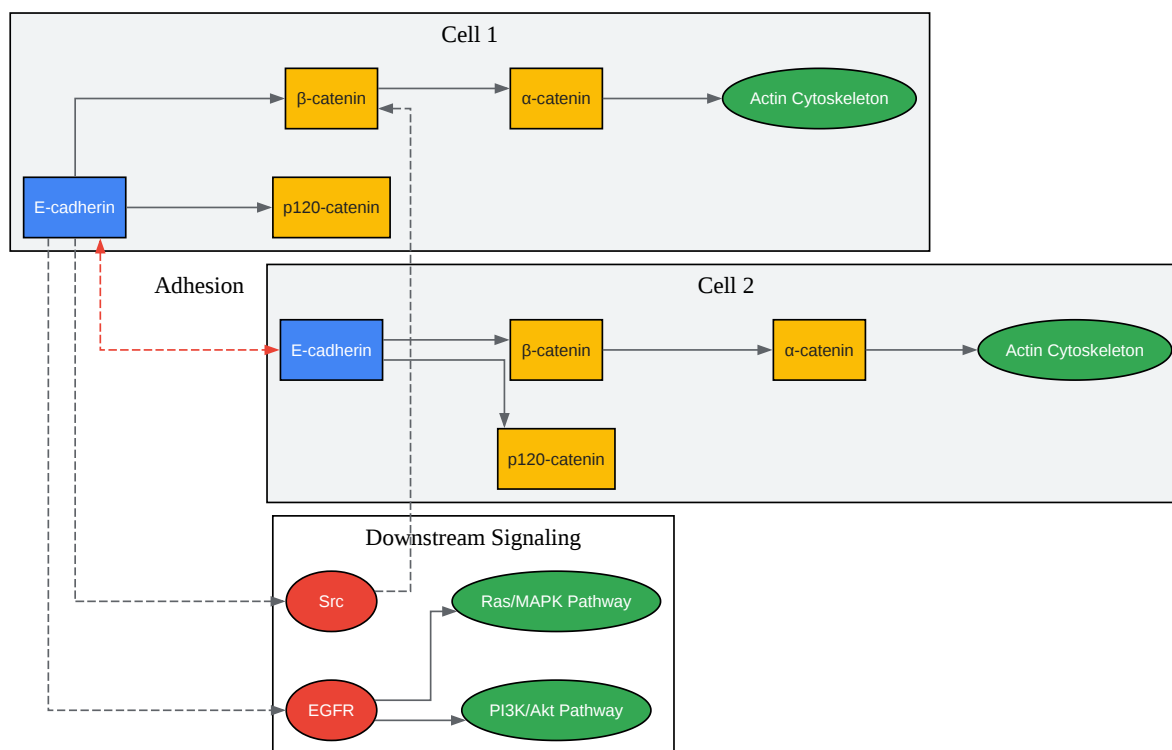 Cell 1
β-catenin
α-catenin
Actin Cytoskeleton
E-cadherin
p120-catenin
Adhesion
Cell 2
E-cadherin
β-catenin
α-catenin
Actin Cytoskeleton
p120-catenin
Downstream Signaling
Src
Ras/MAPK Pathway
EGFR
PI3K/Akt Pathway